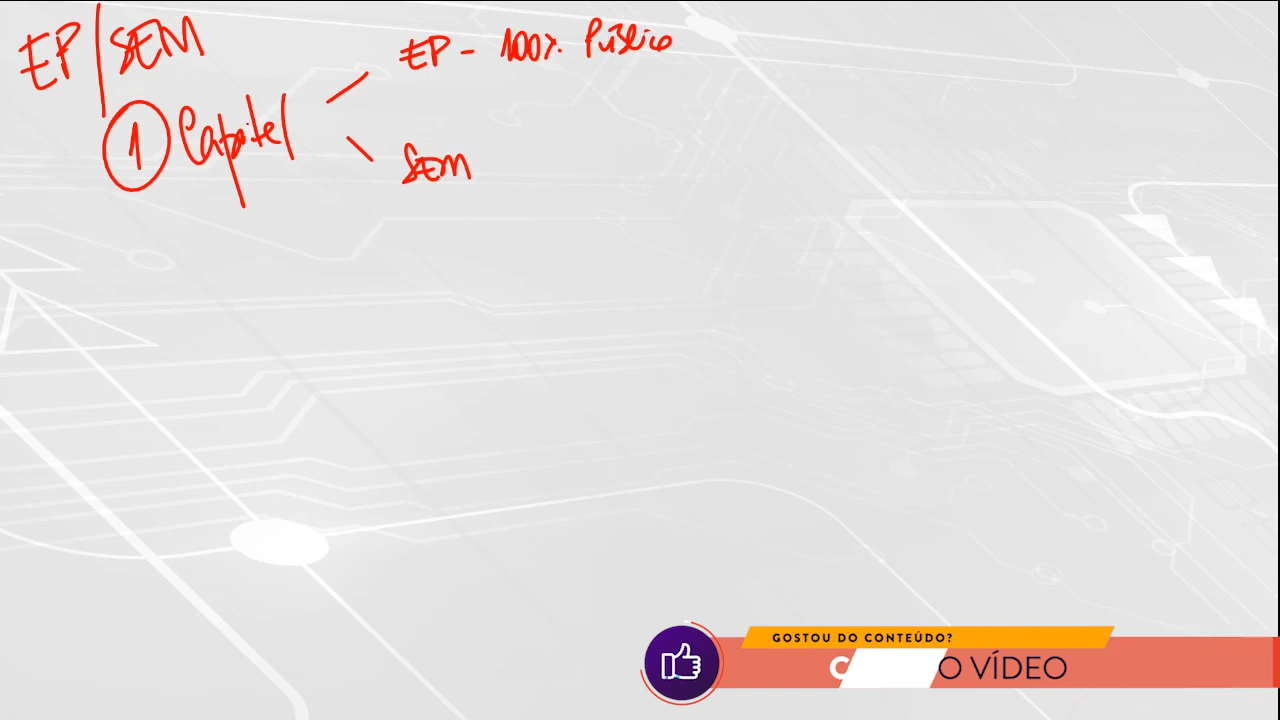 EP/SEM
① Capital
EP - 100% Público
SEM
GOSTOU DO CONTEÚDO?
O VÍDEO